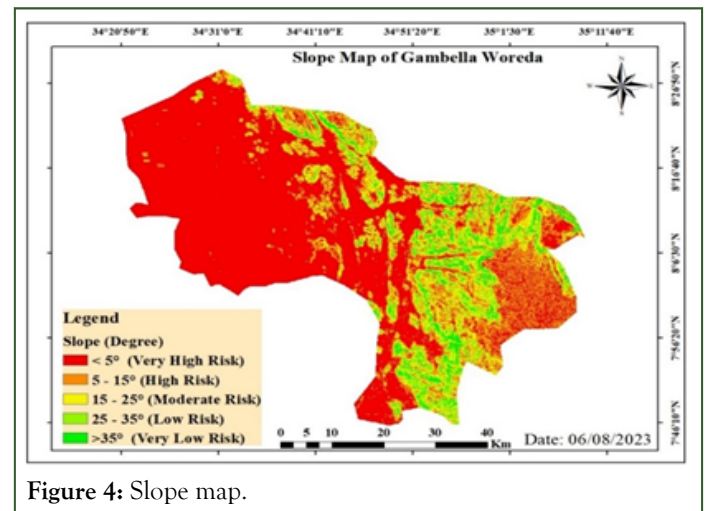 34°20'50"E 34°31'0"E 34°41'10"E 34°51'20"E 35°1'30"E 35°11'40"E
Slope Map of Gambella Woreda
N
W E
S
8°26'50"N
8°16'40"N
8°6'30"N
7°56'20"N
7°46'10"N
Legend
Slope (Degree)
< 5° (Very High Risk)
5 - 15° (High Risk)
15 - 25° (Moderate Risk)
25 - 35° (Low Risk)
>35° (Very Low Risk)
0 5 10 20 30 40
Km
Date: 06/08/2023
Figure 4: Slope map.